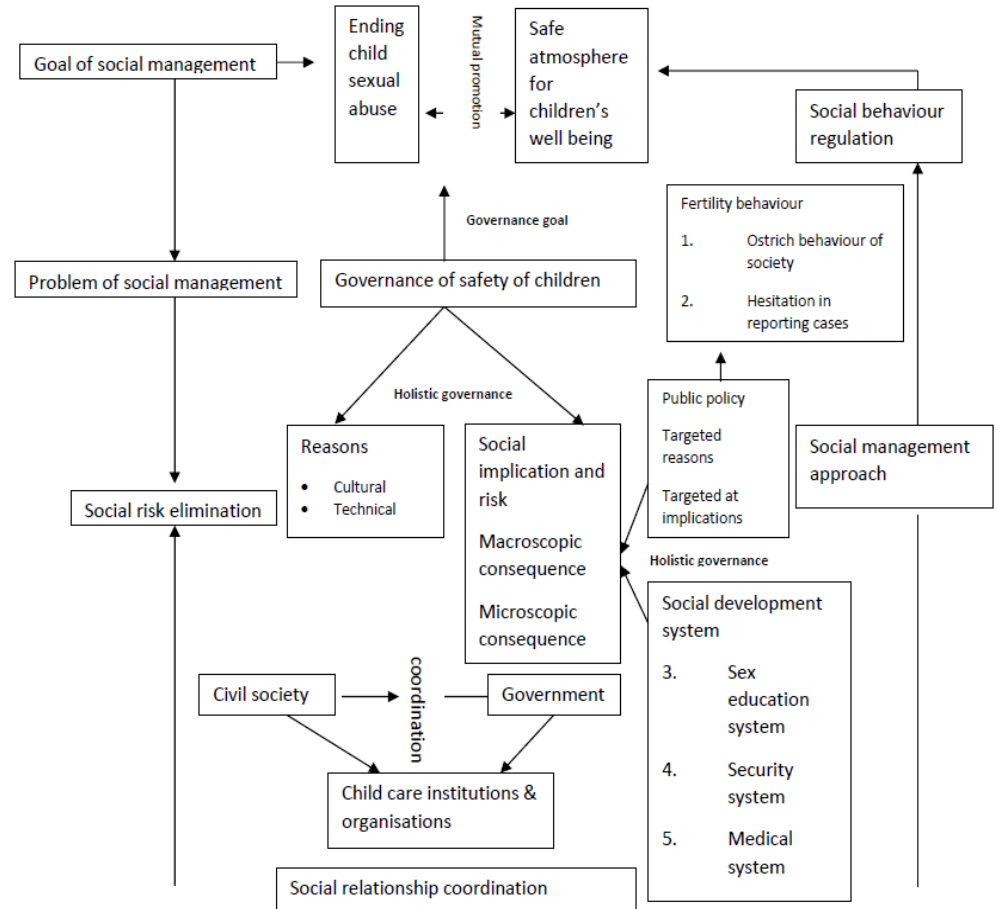 Goal of social management
Ending
child
sexual
abuse
Mutual promotion
Safe
atmosphere
for
children's
well being
Social behaviour
regulation
Governance goal
Fertility behaviour
1. Ostrich behaviour of
society
2. Hesitation in
reporting cases
Problem of social management
Governance of safety of children
Holistic governance
Reasons
• Cultural
• Technical
Social
implication and
risk
Macroscopic
consequence
Microscopic
consequence
Public policy
Targeted
reasons
Targeted at
implications
Social management
approach
Social risk elimination
Holistic governance
Social development
system
3. Sex
education
system
4. Security
system
5. Medical
system
Civil society
coordination
Government
Child care institutions &
organisations
Social relationship coordination